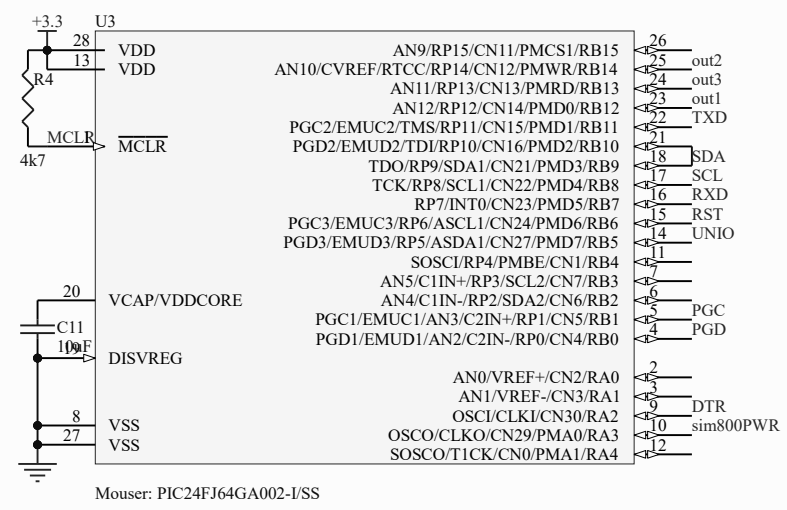 +3.3 U3
28 VDD AN9/RP15/CN11/PMCS1/RB15 26
13 VDD AN10/CVREF/RTCC/RP14/CN12/PMWR/RB14 25 out2
R4 AN11/RP13/CN13/PMRD/RB13 24 out3
AN12/RP12/CN14/PMD0/RB12 23 out1
PGC2/EMUC2/TMS/RP11/CN15/PMD1/RB11 22 TXD
MCLR MCLR PGD2/EMUD2/TDI/RP10/CN16/PMD2/RB10 21
4k7 TDO/RP9/SDA1/CN21/PMD3/RB9 18 SDA
TCK/RP8/SCL1/CN22/PMD4/RB8 17 SCL
RP7/INT0/CN23/PMD5/RB7 16 RXD
PGC3/EMUC3/RP6/ASCL1/CN24/PMD6/RB6 15 RST
PGD3/EMUD3/RP5/ASDA1/CN27/PMD7/RB5 14 UNIO
SOSCI/RP4/PMBE/CN1/RB4 11
AN5/C1IN+/RP3/SCL2/CN7/RB3 7
20 VCAP/VDDCORE AN4/C1IN-/RP2/SDA2/CN6/RB2 6
C11 PGC1/EMUC1/AN3/C2IN+/RP1/CN5/RB1 5 PGC
10uF PGD1/EMUD1/AN2/C2IN-/RP0/CN4/RB0 4 PGD
19 DISVREG
AN0/VREF+/CN2/RA0 2
AN1/VREF-/CN3/RA1 3
8 VSS OSCI/CLKI/CN30/RA2 9 DTR
27 VSS OSCO/CLKO/CN29/PMA0/RA3 10 sim800PWR
SOSCO/T1CK/CN0/PMA1/RA4 12
Mouser: PIC24FJ64GA002-I/SS